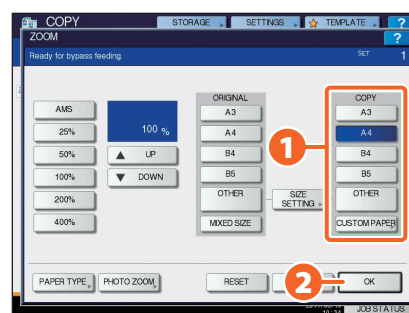 COPY STORAGE SETTINGS TEMPLATE ?
ZOOM ?
Ready for bypass feeding SET 1
ORIGINAL COPY
AMS A3 A3
25% 100 % A4 1 A4
50% UP B4 B4
100% DOWN B5 B5
200% OTHER SIZE SETTING OTHER
400% MIXED SIZE CUSTOM PAPER
PAPER TYPE PHOTO ZOOM RESET 2 OK
JOB STATUS